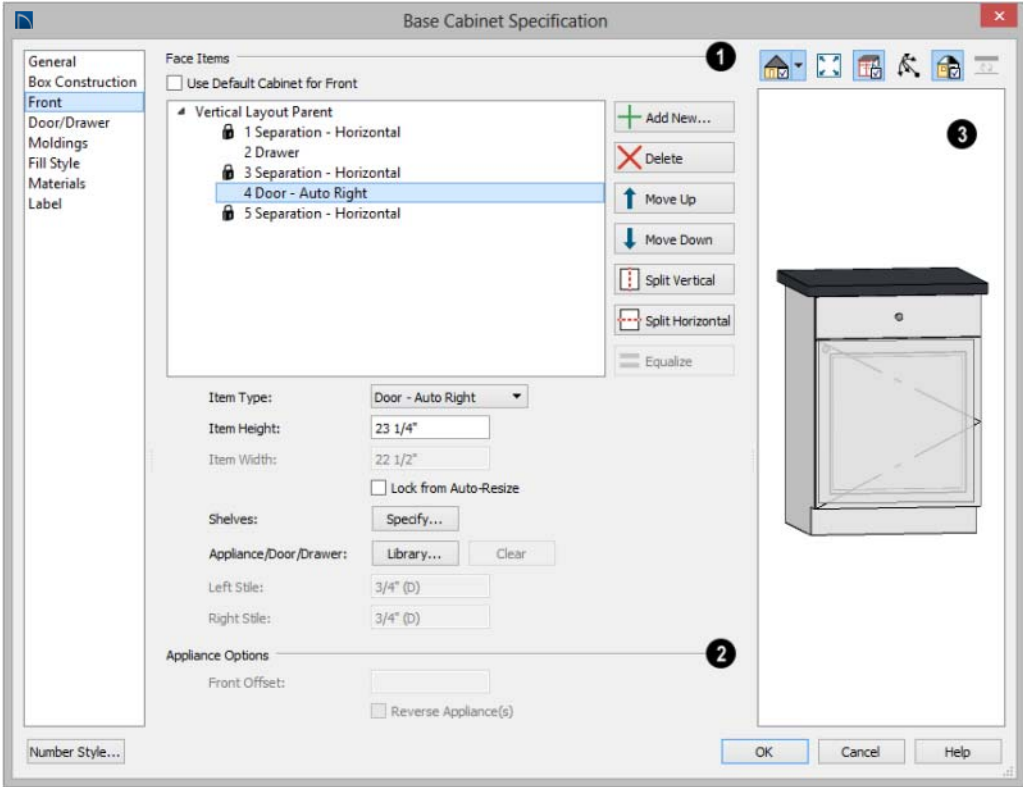 Base Cabinet Specification
General
Box Construction
Front
Door/Drawer
Moldings
Fill Style
Materials
Label
Face Items
1
Use Default Cabinet for Front
Vertical Layout Parent
1 Separation - Horizontal
2 Drawer
3 Separation - Horizontal
4 Door - Auto Right
5 Separation - Horizontal
Add New...
Delete
Move Up
Move Down
Split Vertical
Split Horizontal
Equalize
Item Type: Door - Auto Right
Item Height: 23 1/4"
Item Width: 22 1/2"
Lock from Auto-Resize
Shelves: Specify...
Appliance/Door/Drawer: Library... Clear
Left Stile: 3/4" (D)
Right Stile: 3/4" (D)
Appliance Options
2
Front Offset:
Reverse Appliance(s)
3
Number Style...
OK Cancel Help